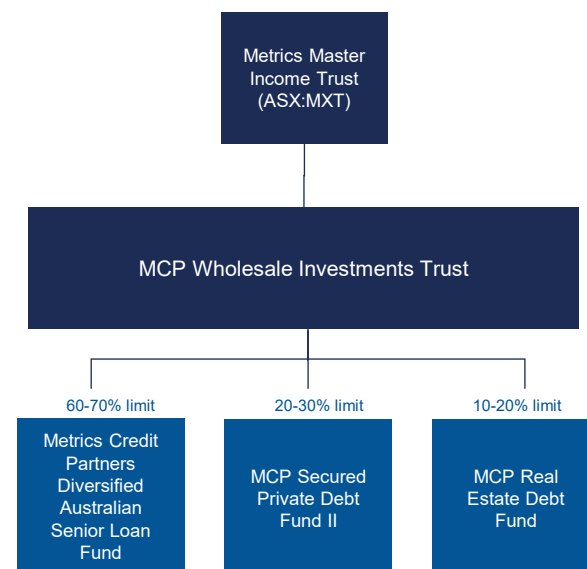 Metrics Master
Income Trust
(ASX:MXT)
MCP Wholesale Investments Trust
60-70% limit
Metrics Credit
Partners
Diversified
Australian
Senior Loan
Fund
20-30% limit
MCP Secured
Private Debt
Fund II
10-20% limit
MCP Real
Estate Debt
Fund